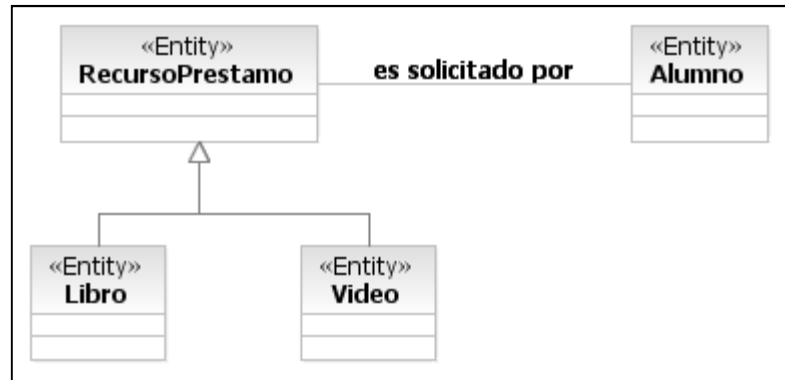 «Entity»
RecursoPrestamo
es solicitado por
«Entity»
Alumno
«Entity»
Libro
«Entity»
Video